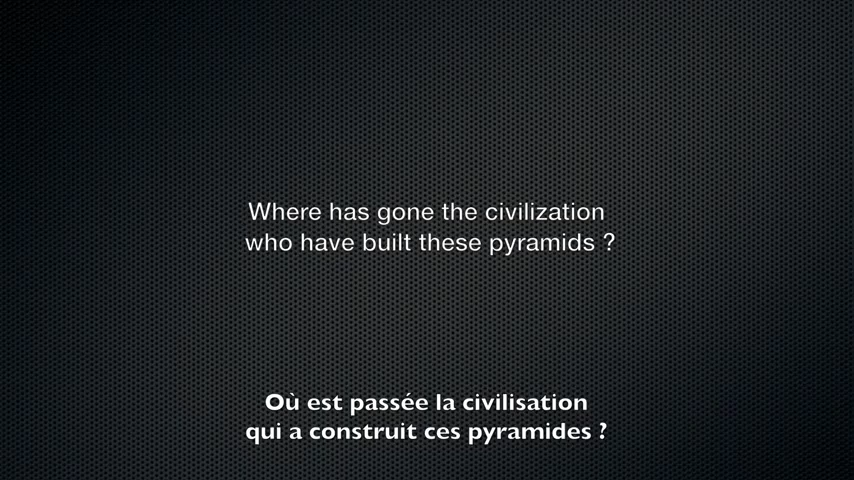 Where has gone the civilization
who have built these pyramids ?
Où est passée la civilisation
qui a construit ces pyramides ?